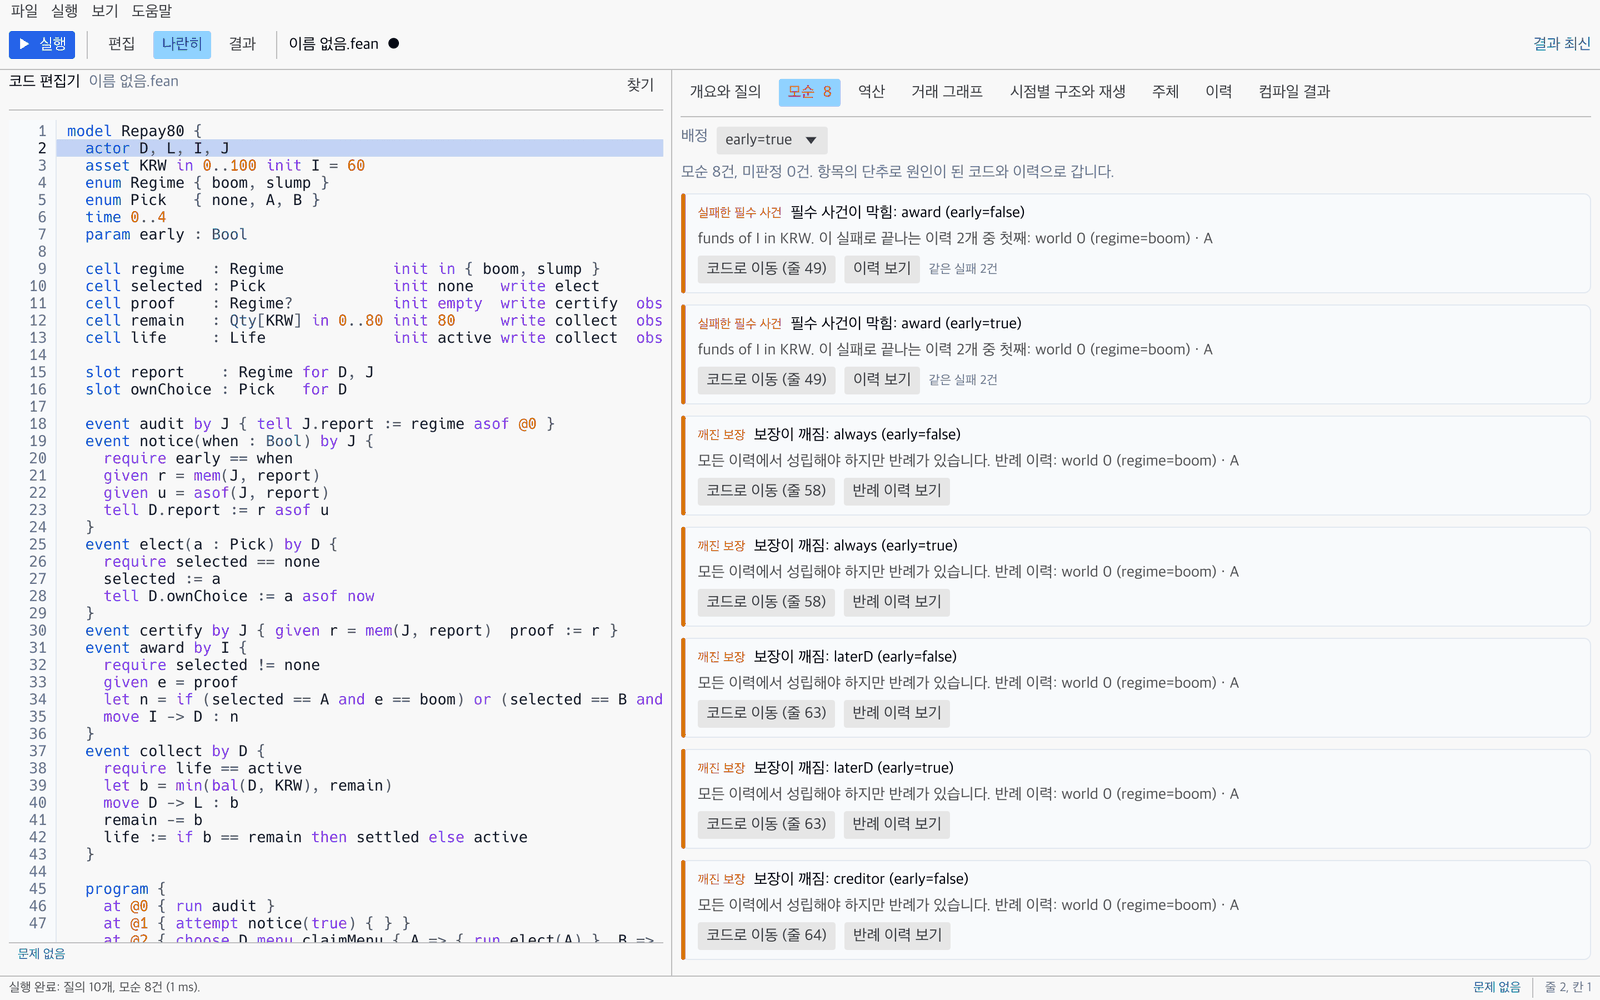 파일 실행 보기 도움말
▶ 실행 편집 나란히 결과 이름 없음.fean ● 결과 최신
코드 편집기 이름 없음.fean 찾기
1 model Repay80 {
2 actor D, L, I, J
3 asset KRW in 0..100 init I = 60
4 enum Regime { boom, slump }
5 enum Pick { none, A, B }
6 time 0..4
7 param early : Bool
8
9 cell regime : Regime init in { boom, slump }
10 cell selected : Pick init none write elect
11 cell proof : Regime? init empty write certify obs
12 cell remain : Qty[KRW] in 0..80 init 80 write collect obs
13 cell life : Life init active write collect obs
14
15 slot report : Regime for D, J
16 slot ownChoice : Pick for D
17
18 event audit by J { tell J.report := regime asof @0 }
19 event notice(when : Bool) by J {
20 require early == when
21 given r = mem(J, report)
22 given u = asof(J, report)
23 tell D.report := r asof u
24 }
25 event elect(a : Pick) by D {
26 require selected == none
27 selected := a
28 tell D.ownChoice := a asof now
29 }
30 event certify by J { given r = mem(J, report) proof := r }
31 event award by I {
32 require selected != none
33 given e = proof
34 let n = if (selected == A and e == boom) or (selected == B and
35 move I -> D : n
36 }
37 event collect by D {
38 require life == active
39 let b = min(bal(D, KRW), remain)
40 move D -> L : b
41 remain -= b
42 life := if b == remain then settled else active
43 }
44
45 program {
46 at @0 { run audit }
47 at @1 { attempt notice(true) { } }
at @2 { choose D menu claimMenu { A => { run elect(A) } B =>
문제 없음
개요와 질의 모순 8 역산 거래 그래프 시점별 구조와 재생 주체 이력 컴파일 결과
배정 early=true ▼
모순 8건, 미판정 0건. 항목의 단추로 원인이 된 코드와 이력으로 갑니다.
실패한 필수 사건 필수 사건이 막힘: award (early=false)
funds of I in KRW. 이 실패로 끝나는 이력 2개 중 첫째: world 0 (regime=boom) · A
코드로 이동 (줄 49) 이력 보기 같은 실패 2건
실패한 필수 사건 필수 사건이 막힘: award (early=true)
funds of I in KRW. 이 실패로 끝나는 이력 2개 중 첫째: world 0 (regime=boom) · A
코드로 이동 (줄 49) 이력 보기 같은 실패 2건
깨진 보장 보장이 깨짐: always (early=false)
모든 이력에서 성립해야 하지만 반례가 있습니다. 반례 이력: world 0 (regime=boom) · A
코드로 이동 (줄 58) 반례 이력 보기
깨진 보장 보장이 깨짐: always (early=true)
모든 이력에서 성립해야 하지만 반례가 있습니다. 반례 이력: world 0 (regime=boom) · A
코드로 이동 (줄 58) 반례 이력 보기
깨진 보장 보장이 깨짐: laterD (early=false)
모든 이력에서 성립해야 하지만 반례가 있습니다. 반례 이력: world 0 (regime=boom) · A
코드로 이동 (줄 63) 반례 이력 보기
깨진 보장 보장이 깨짐: laterD (early=true)
모든 이력에서 성립해야 하지만 반례가 있습니다. 반례 이력: world 0 (regime=boom) · A
코드로 이동 (줄 63) 반례 이력 보기
깨진 보장 보장이 깨짐: creditor (early=false)
모든 이력에서 성립해야 하지만 반례가 있습니다. 반례 이력: world 0 (regime=boom) · A
코드로 이동 (줄 64) 반례 이력 보기
실행 완료: 질의 10개, 모순 8건 (1 ms). 문제 없음 줄 2, 칸 1